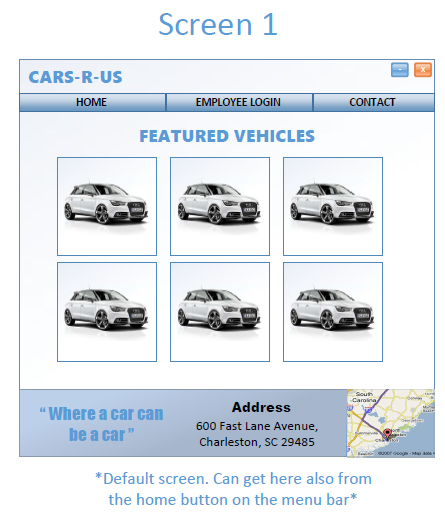 Screen 1
CARS-R-US
HOME
EMPLOYEE LOGIN
CONTACT
FEATURED VEHICLES
“ Where a car can
be a car ”
Address
600 Fast Lane Avenue,
Charleston, SC 29485
South
Carolina
*Default screen. Can get here also from
the home button on the menu bar*